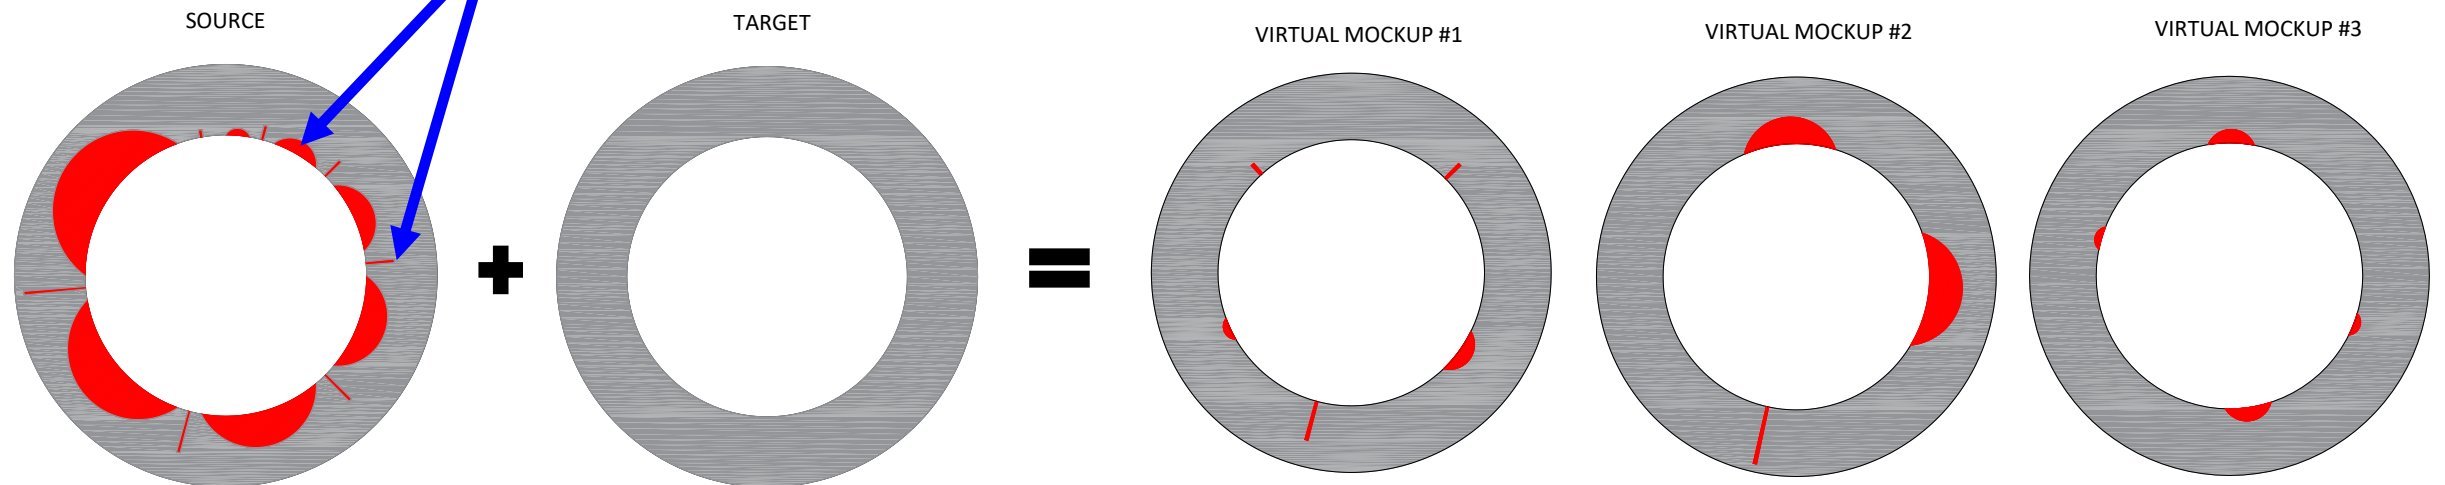 SOURCE
TARGET
VIRTUAL MOCKUP #1
VIRTUAL MOCKUP #2
VIRTUAL MOCKUP #3